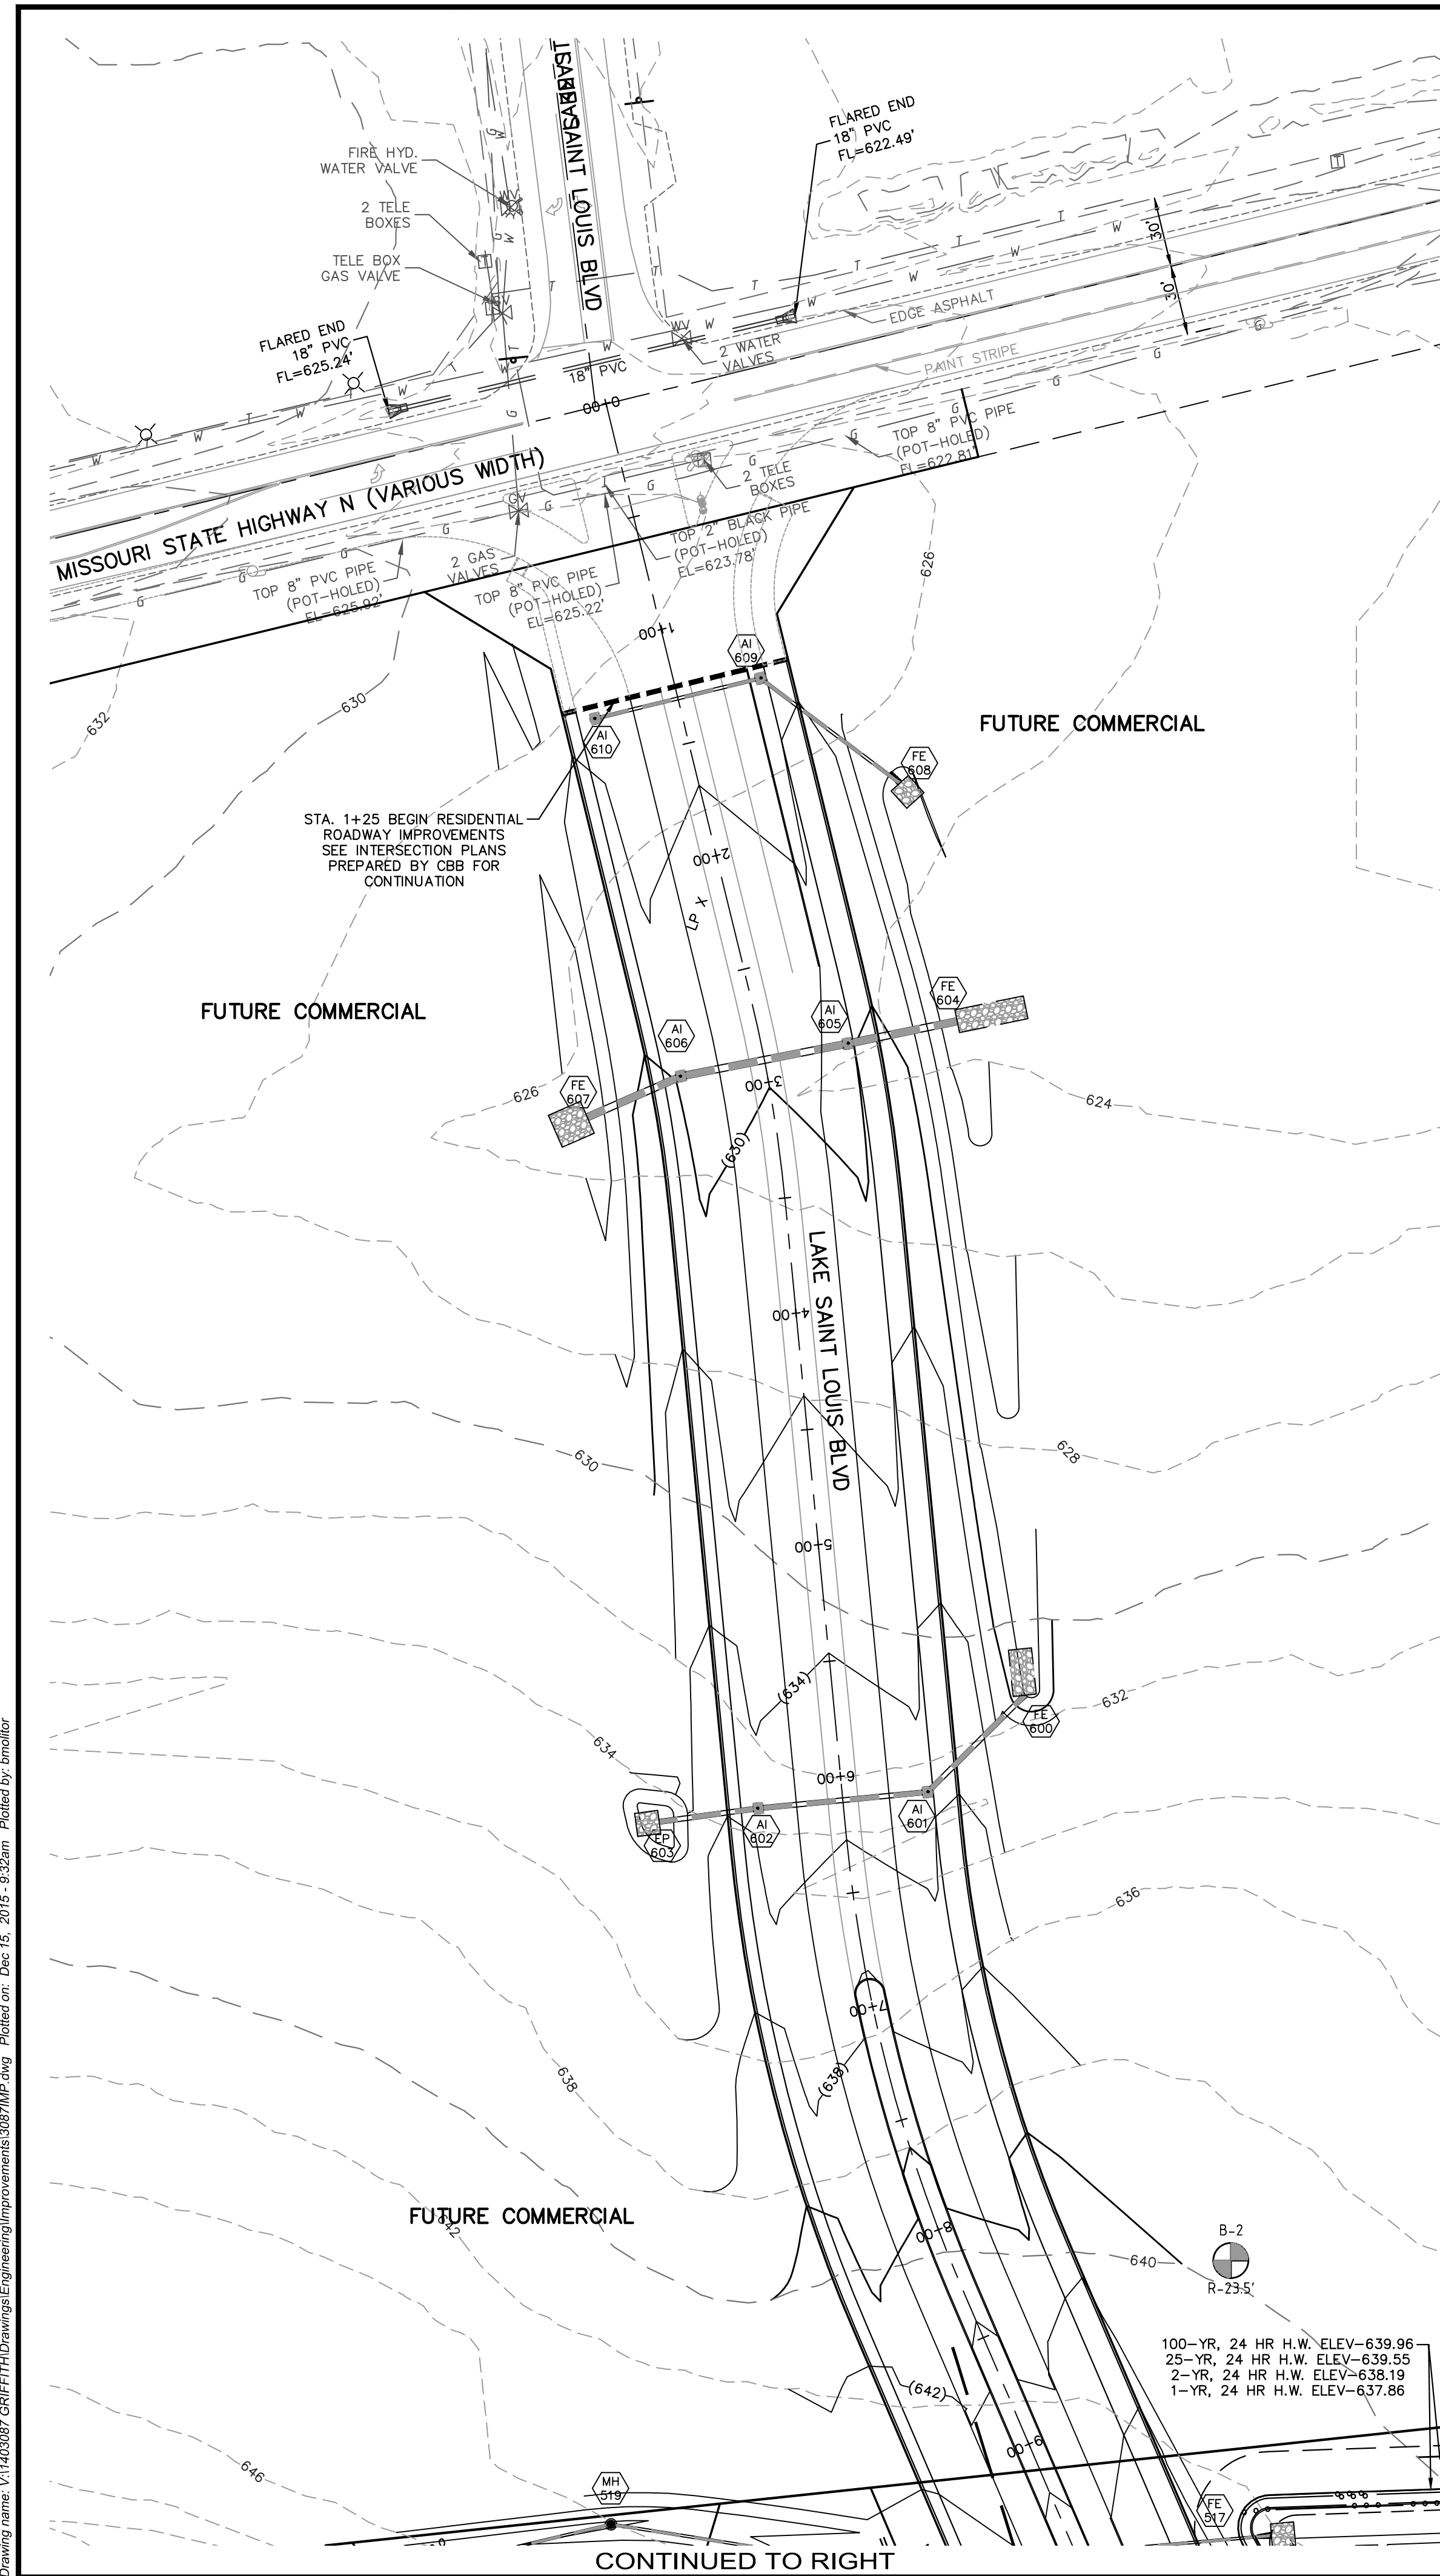 LAKE SAINT LOUIS BLVD
FLARED END
18" PVC
FL=622.49'
FIRE HYD.
WATER VALVE
2 TELE
BOXES
TELE BOX
GAS VALVE
FLARED END
18" PVC
FL=625.24'
WV
GV
WV
2 WATER
VALVES
EDGE ASPHALT
PAINT STRIPE
30'
30'
18" PVC
0+00
MISSOURI STATE HIGHWAY N (VARIOUS WIDTH)
TOP 8" PVC PIPE
(POT-HOLED)
EL=622.81'
2 TELE
BOXES
TOP 2" BLACK PIPE
(POT-HOLED)
EL=623.78'
GV
2 GAS
VALVES
TOP 8" PVC PIPE
(POT-HOLED)
EL=625.22'
TOP 8" PVC PIPE
(POT-HOLED)
EL=625.92'
626
1+00
AI
609
630
632
FUTURE COMMERCIAL
AI
610
FE
608
STA. 1+25 BEGIN RESIDENTIAL
ROADWAY IMPROVEMENTS
SEE INTERSECTION PLANS
PREPARED BY CBB FOR
CONTINUATION
2+00
LP X
FUTURE COMMERCIAL
FE
604
AI
605
AI
606
3+00
FE
607
626
624
(630)
LAKE SAINT LOUIS BLVD
4+00
628
630
5+00
(634)
632
FE
600
634
6+00
AI
601
AI
602
EP
603
636
7+00
638
(638)
FUTURE COMMERCIAL
642
8+00
640
B-2
R-23.5'
100-YR, 24 HR H.W. ELEV-639.96
25-YR, 24 HR H.W. ELEV-639.55
2-YR, 24 HR H.W. ELEV-638.19
1-YR, 24 HR H.W. ELEV-637.86
(642)
9+00
646
MH
519
FE
517
CONTINUED TO RIGHT
Drawing name: V:\1403087 GRIFFITH\Drawings\Engineering\Improvements\3087IMP.dwg Plotted on: Dec 15, 2015 - 9:32am Plotted by: bmolitor